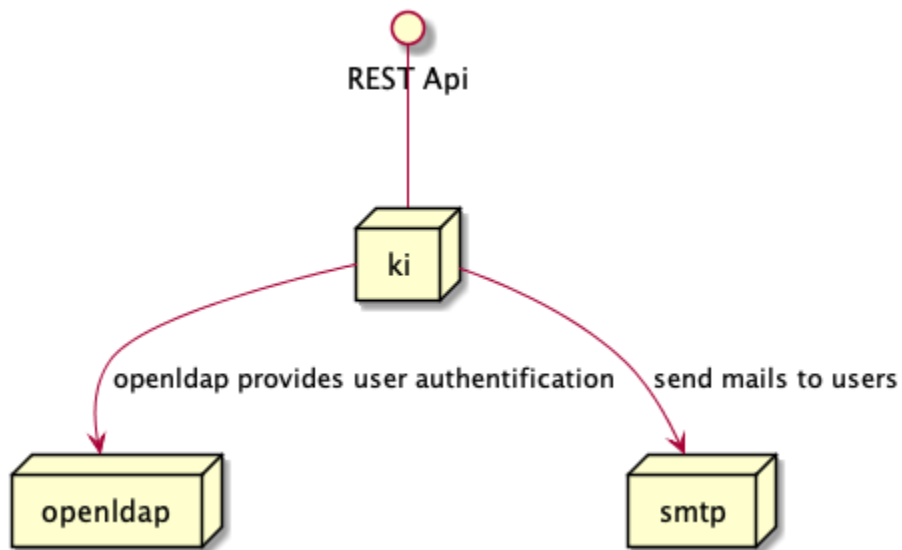 REST Api
ki
openldap provides user authentification
send mails to users
openldap
smtp